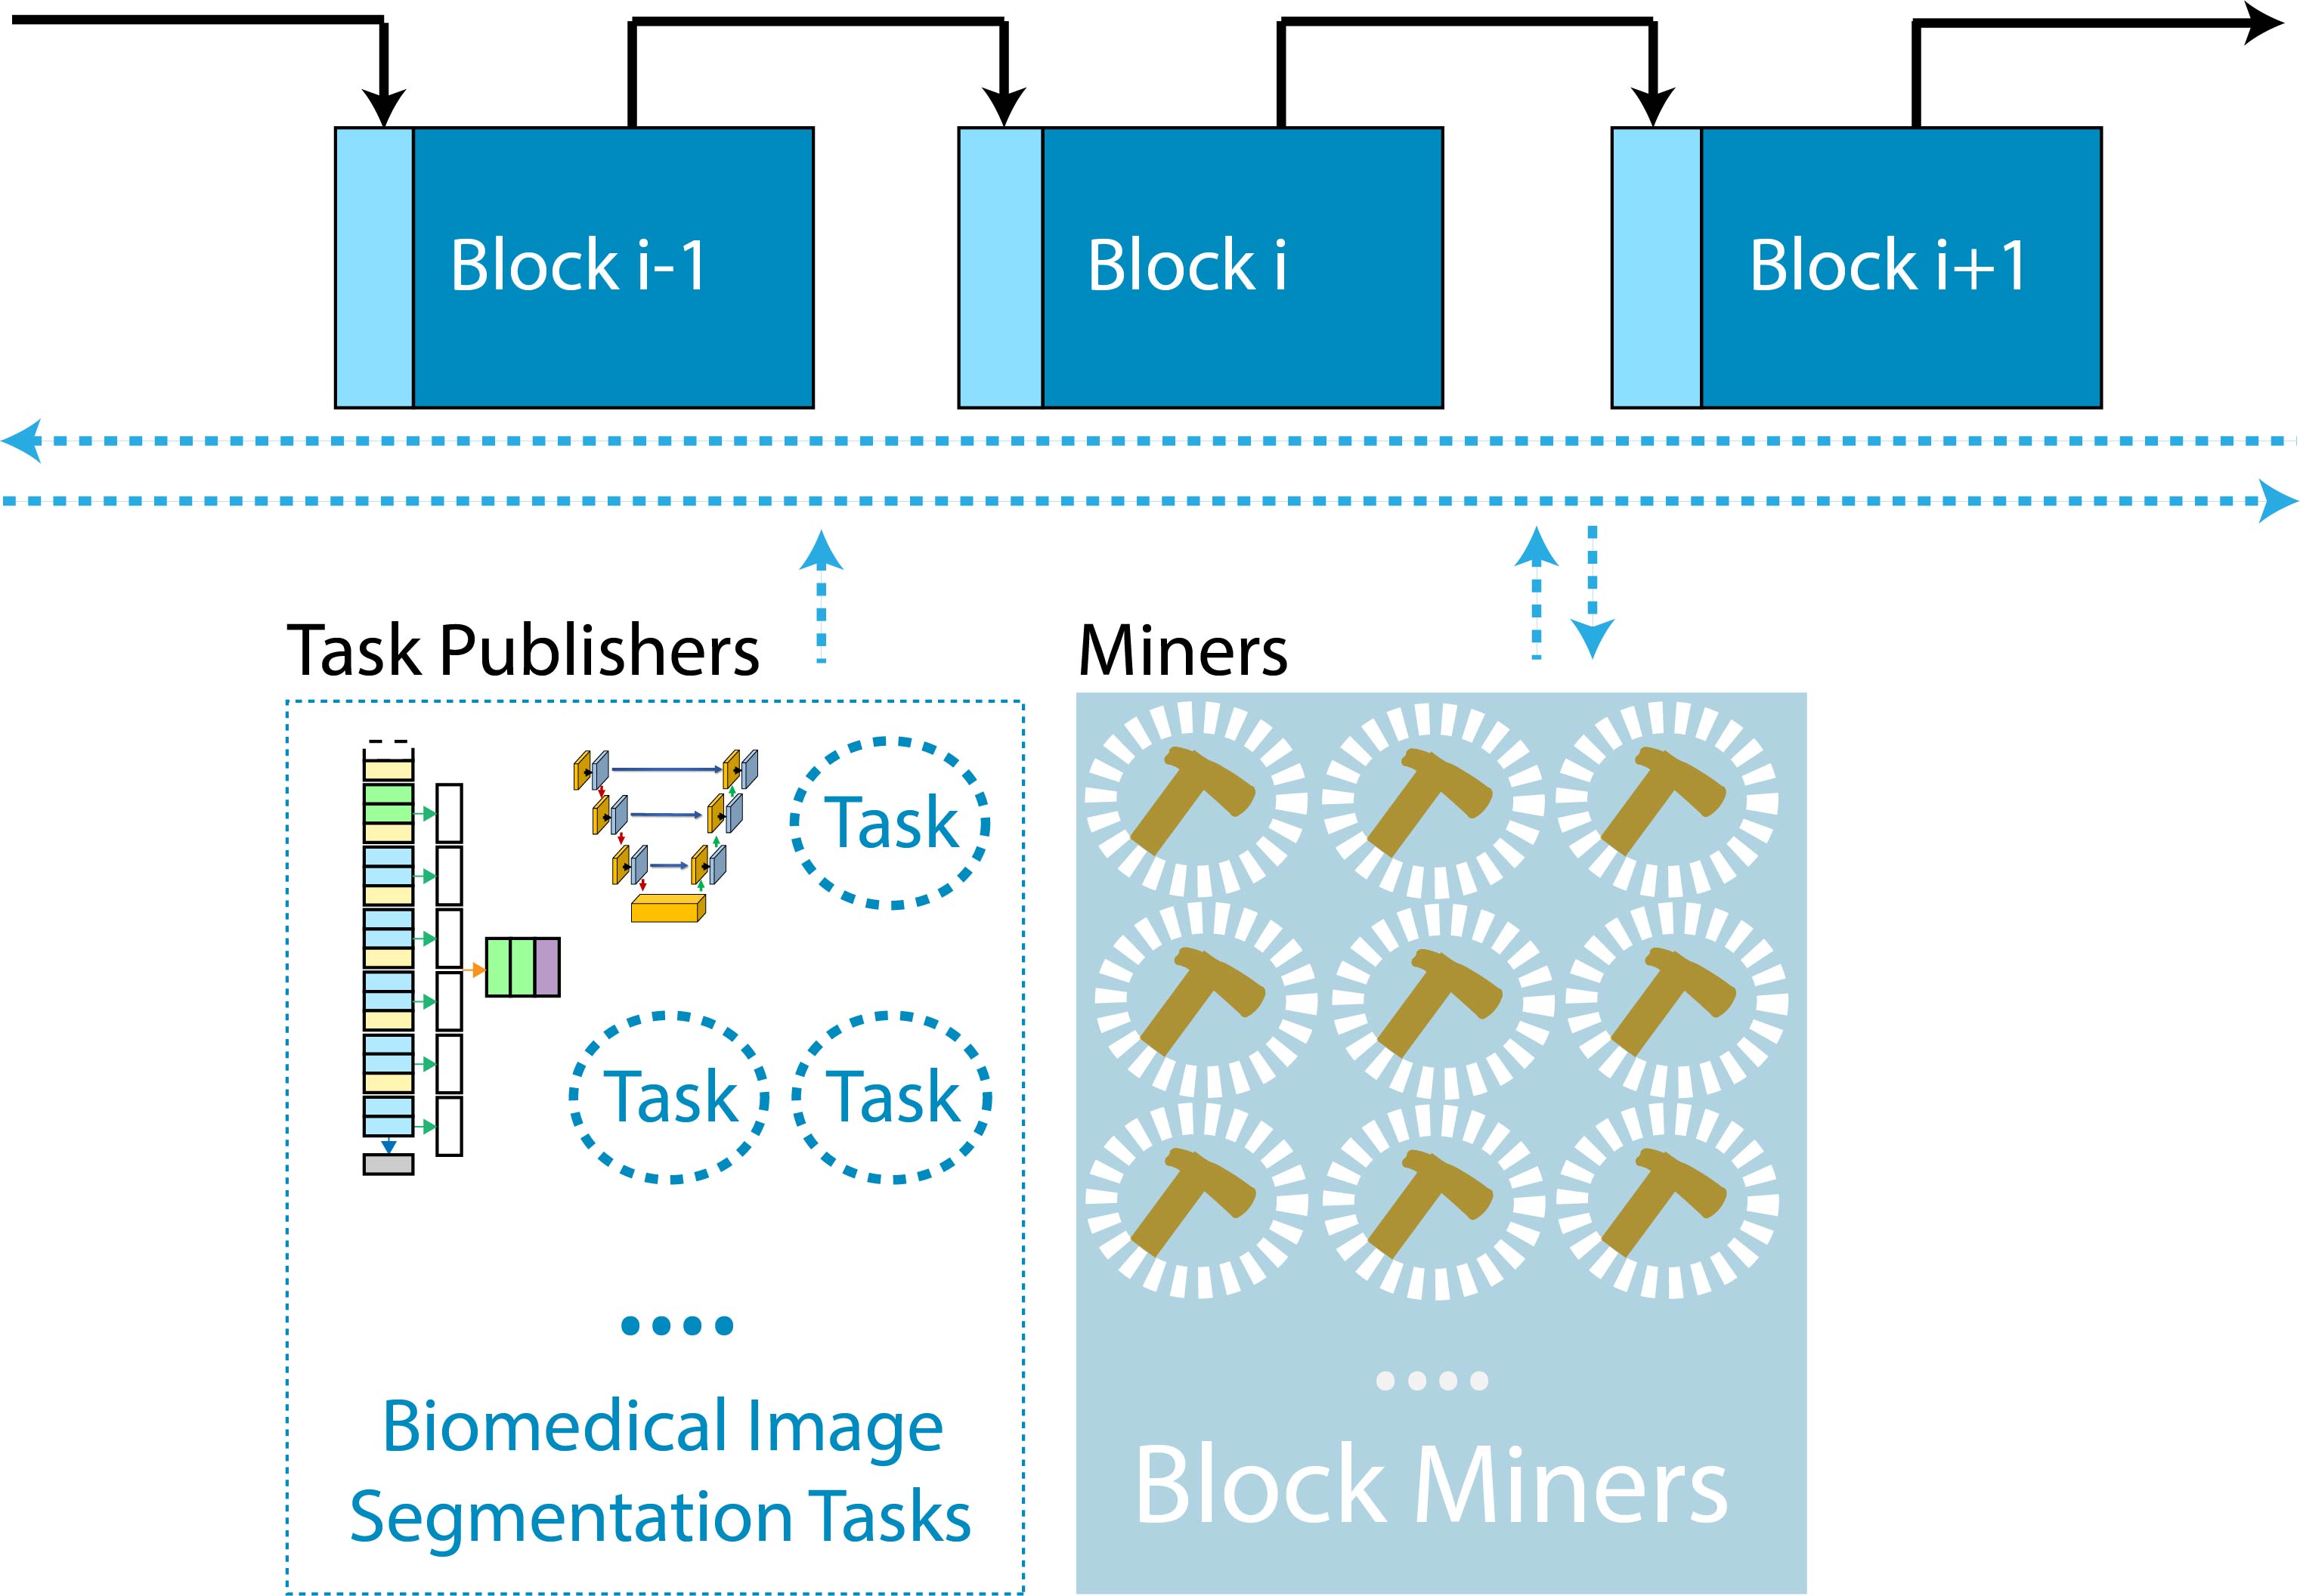 Block i-1
Block i
Block i+1
Task Publishers
Miners
Task
Task
Task
Biomedical Image
Segmentation Tasks
Block Miners